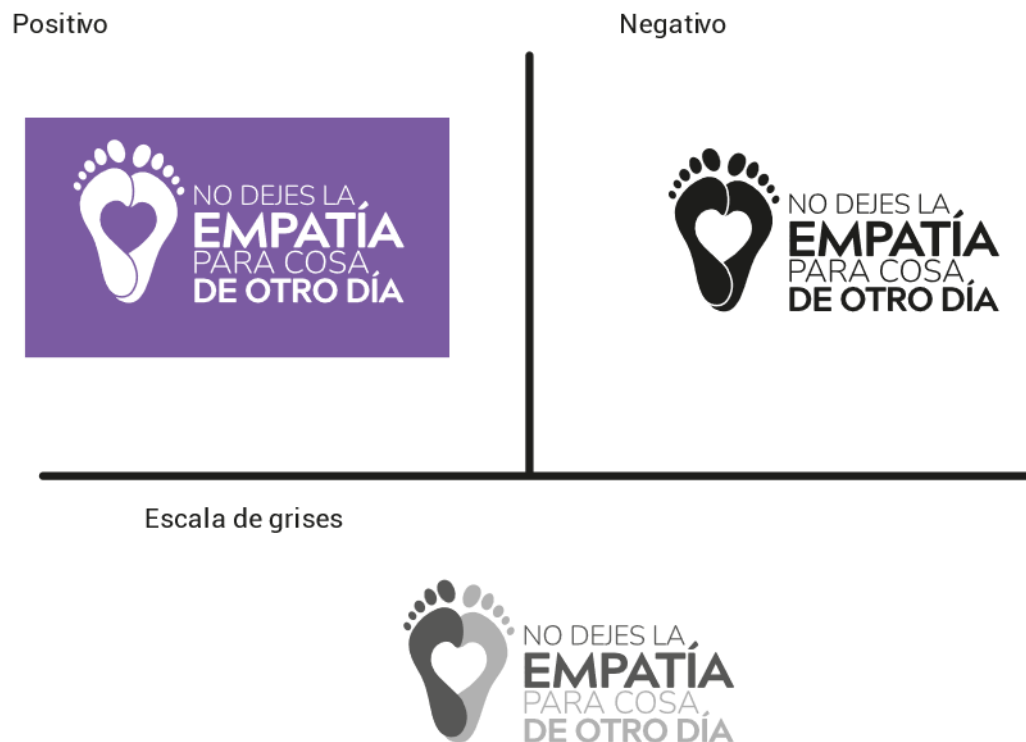 Positivo
NO DEJES LA
EMPATÍA
PARA COSA
DE OTRO DÍA
Negativo
NO DEJES LA
EMPATÍA
PARA COSA
DE OTRO DÍA
Escala de grises
NO DEJES LA
EMPATÍA
PARA COSA
DE OTRO DÍA